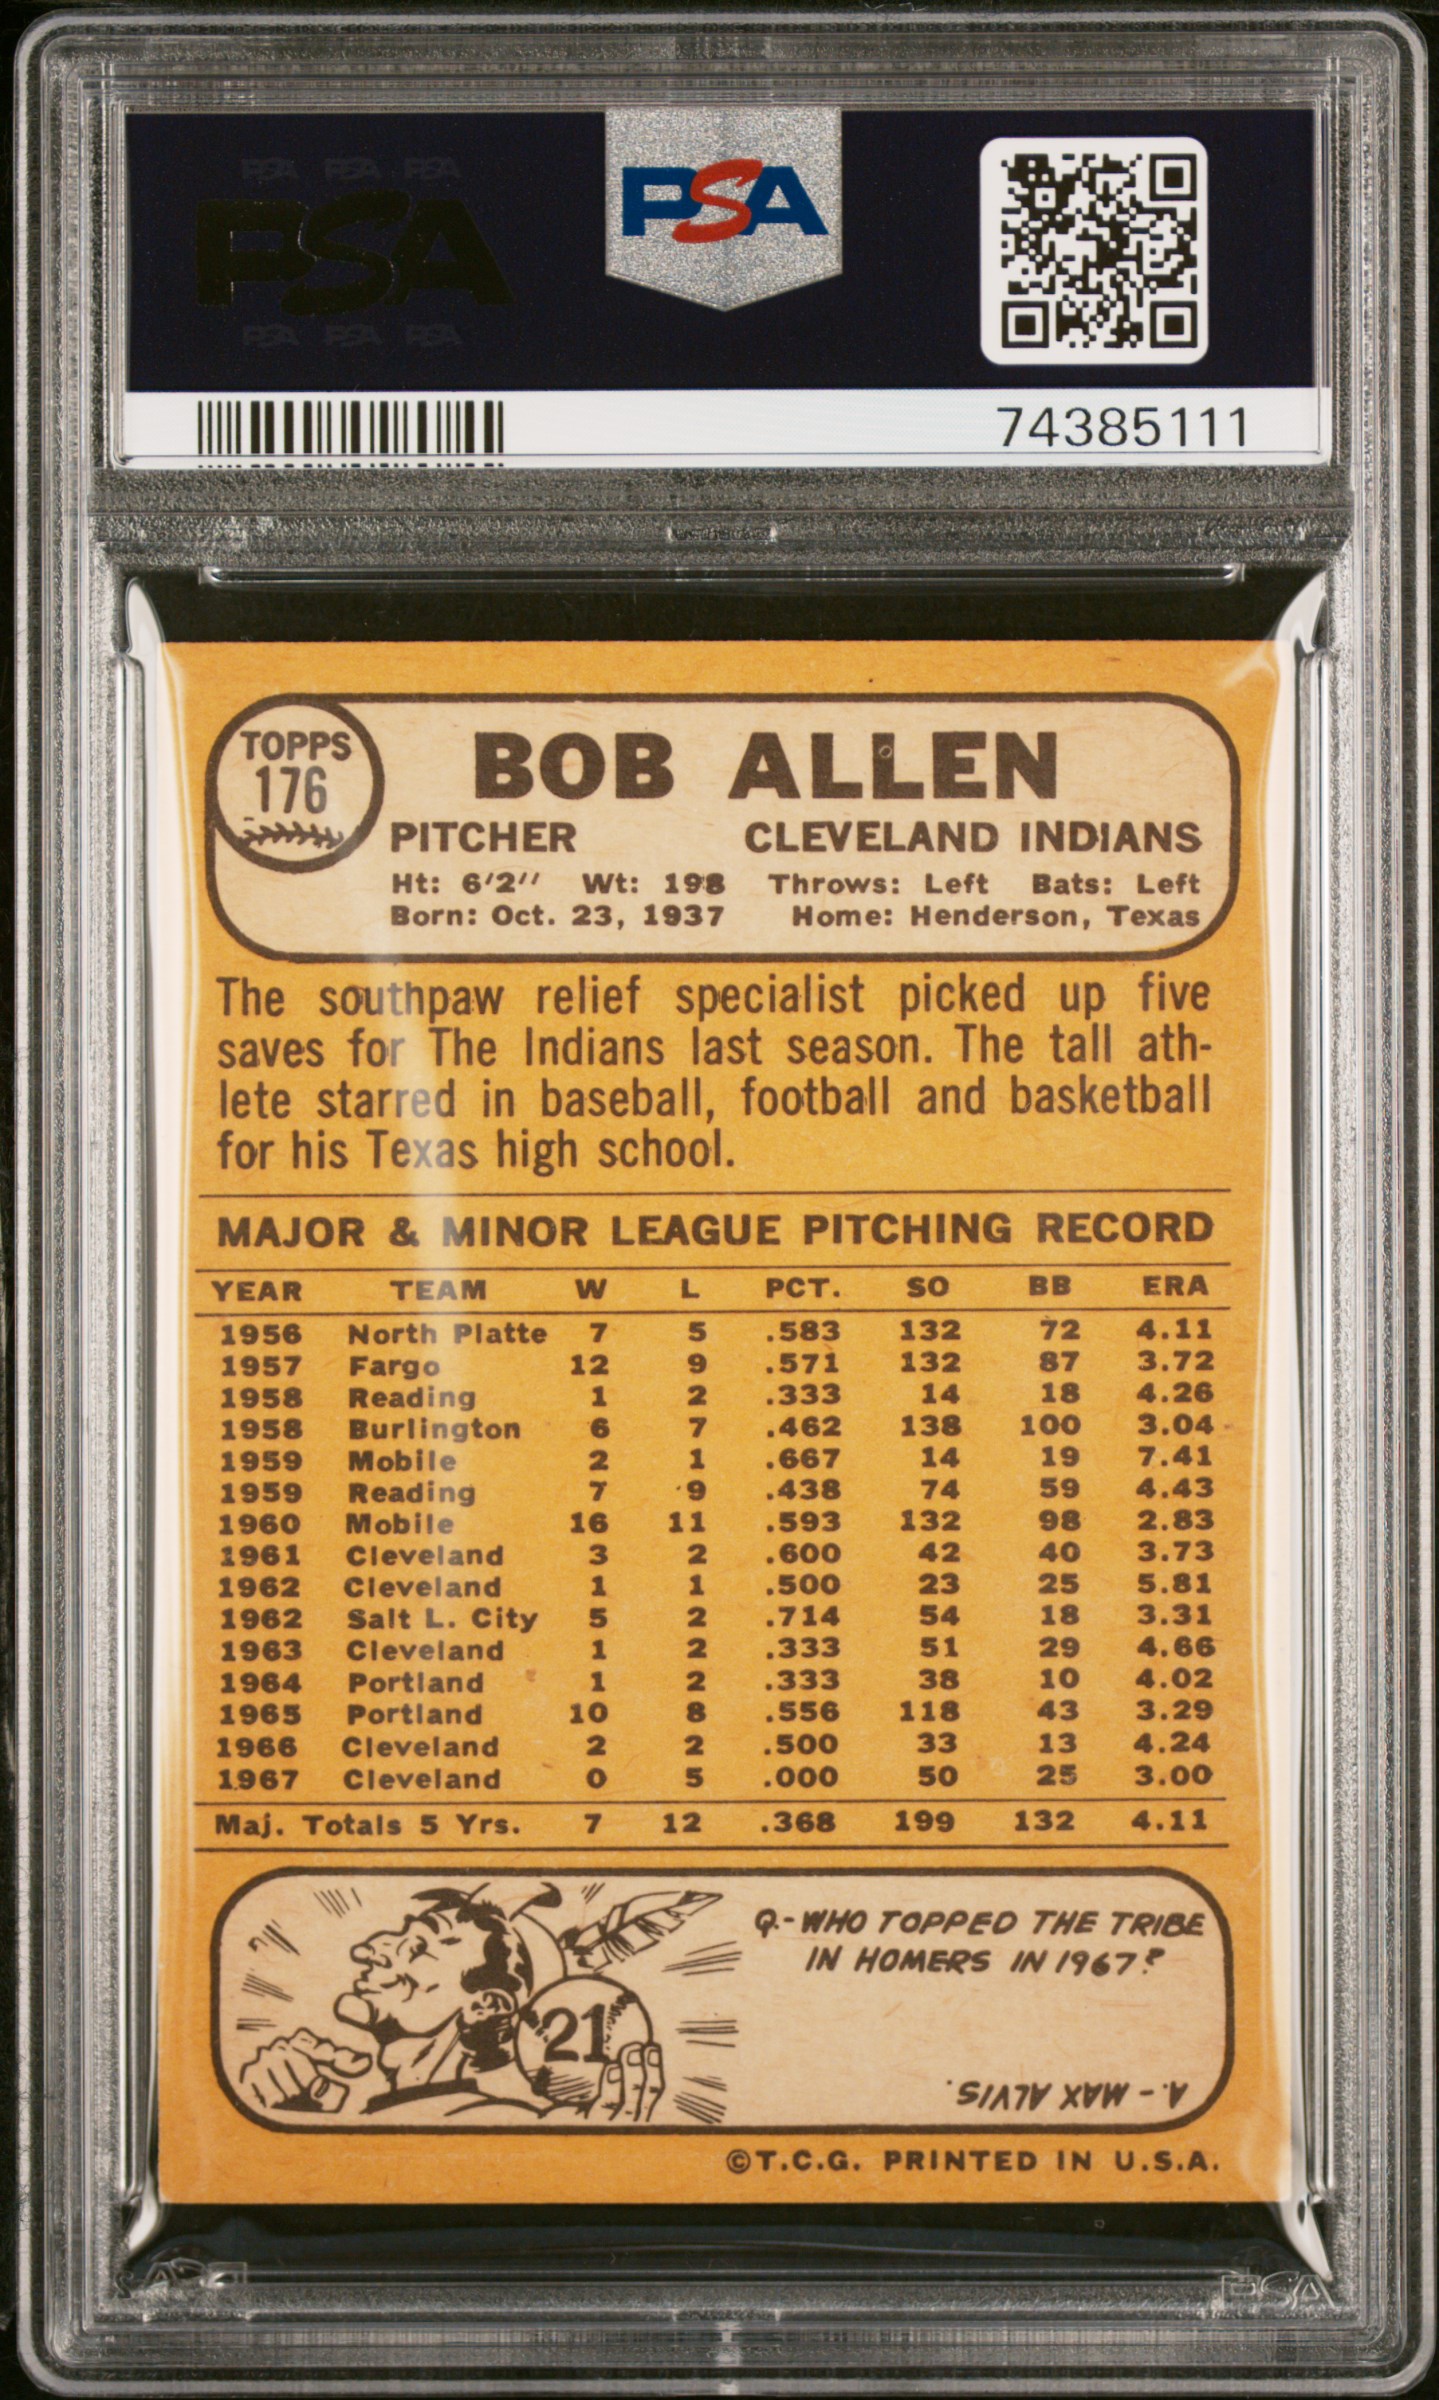 PSA PSA PSA
PSA
PSA PSA PSA
PSA
74385111
TOPPS
176
BOB ALLEN
PITCHER CLEVELAND INDIANS
Ht: 6'2'' Wt: 198 Throws: Left Bats: Left
Born: Oct. 23, 1937 Home: Henderson, Texas
The southpaw relief specialist picked up five
saves for The Indians last season. The tall ath-
lete starred in baseball, football and basketball
for his Texas high school.
MAJOR & MINOR LEAGUE PITCHING RECORD
YEAR TEAM W L PCT. SO BB ERA
1956 North Platte 7 5 .583 132 72 4.11
1957 Fargo 12 9 .571 132 87 3.72
1958 Reading 1 2 .333 14 18 4.26
1958 Burlington 6 7 .462 138 100 3.04
1959 Mobile 2 1 .667 14 19 7.41
1959 Reading 7 9 .438 74 59 4.43
1960 Mobile 16 11 .593 132 98 2.83
1961 Cleveland 3 2 .600 42 40 3.73
1962 Cleveland 1 1 .500 23 25 5.81
1962 Salt L. City 5 2 .714 54 18 3.31
1963 Cleveland 1 2 .333 51 29 4.66
1964 Portland 1 2 .333 38 10 4.02
1965 Portland 10 8 .556 118 43 3.29
1966 Cleveland 2 2 .500 33 13 4.24
1967 Cleveland 0 5 .000 50 25 3.00
Maj. Totals 5 Yrs. 7 12 .368 199 132 4.11
Q.-WHO TOPPED THE TRIBE
IN HOMERS IN 1967?
21
A.-MAX ALVIS.
©T.C.G. PRINTED IN U.S.A.
PSA
PSA